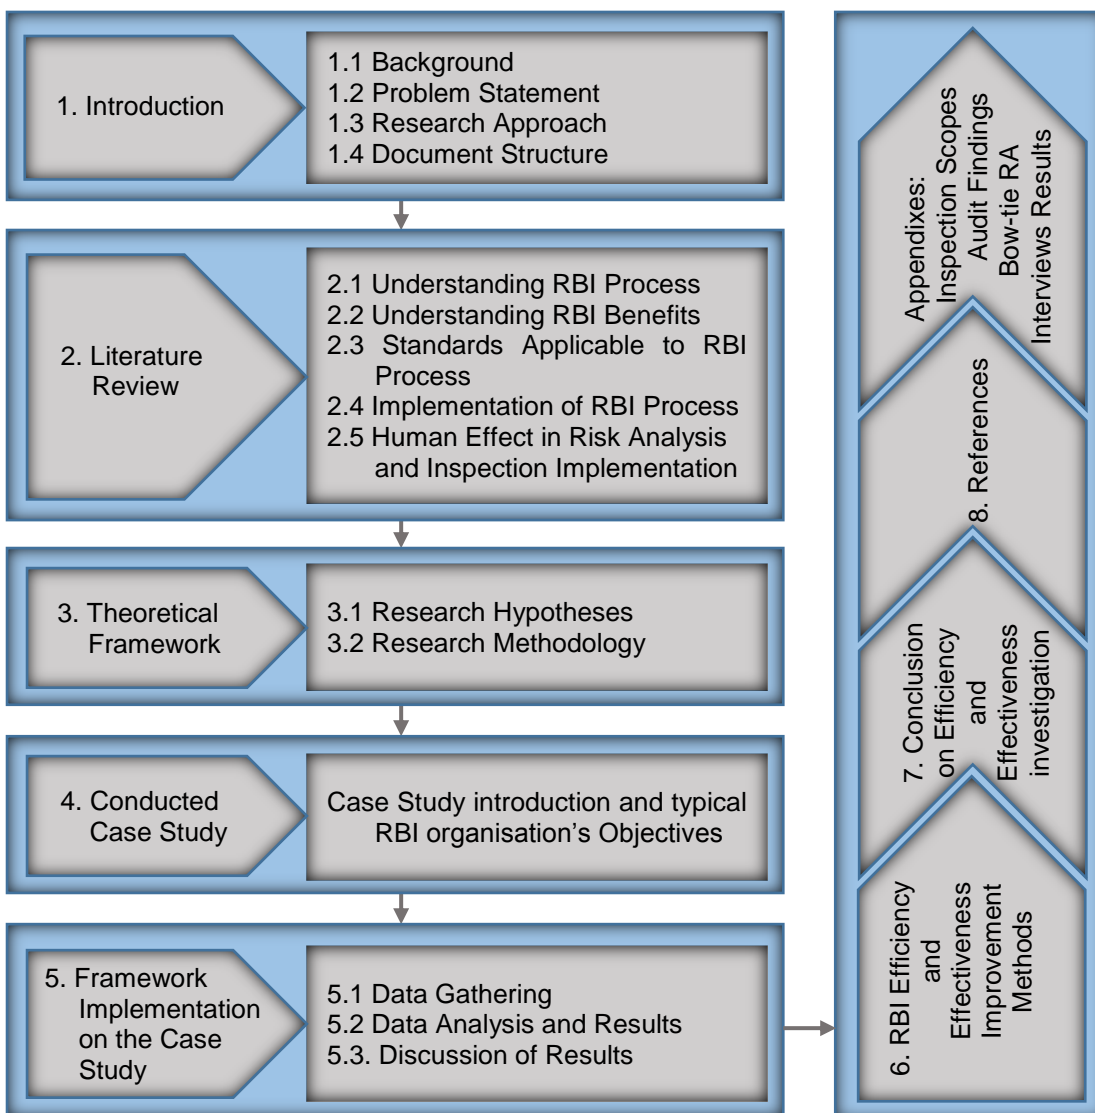 1. Introduction
1.1 Background
1.2 Problem Statement
1.3 Research Approach
1.4 Document Structure
2. Literature
Review
2.1 Understanding RBI Process
2.2 Understanding RBI Benefits
2.3 Standards Applicable to RBI
Process
2.4 Implementation of RBI Process
2.5 Human Effect in Risk Analysis
and Inspection Implementation
3. Theoretical
Framework
3.1 Research Hypotheses
3.2 Research Methodology
4. Conducted
Case Study
Case Study introduction and typical
RBI organisation’s Objectives
5. Framework
Implementation
on the Case
Study
5.1 Data Gathering
5.2 Data Analysis and Results
5.3. Discussion of Results
6. RBI Efficiency
and
Effectiveness
Improvement
Methods
7. Conclusion
on Efficiency
and
Effectiveness
investigation
8. References
Appendixes:
Inspection Scopes
Audit Findings
Bow-tie RA
Interviews Results